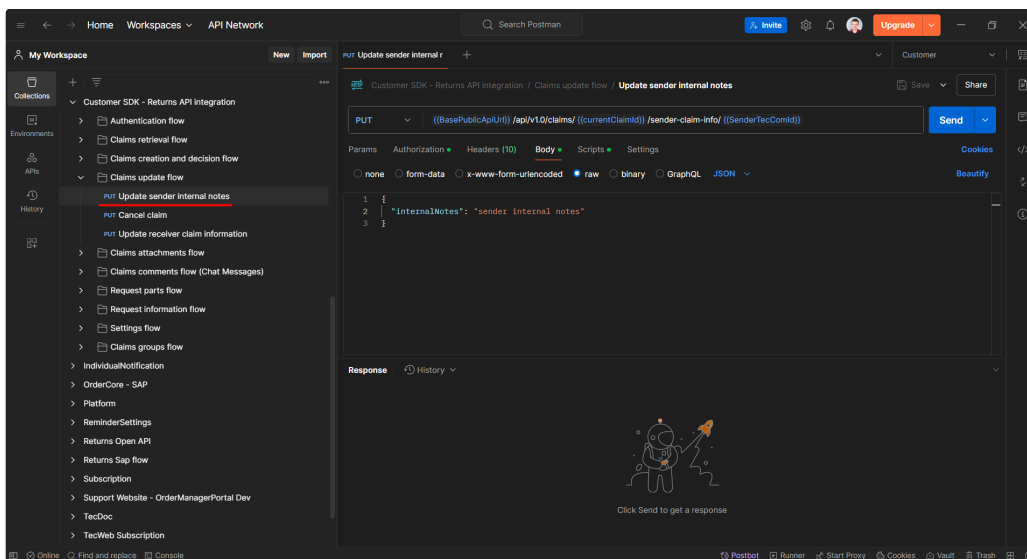 Home Workspaces API Network Search Postman Invite Upgrade
My Workspace New Import PUT Update sender internal r Customer
Collections
Environments
APIs
History
Customer SDK - Returns API integration
Authentication flow
Claims retrieval flow
Claims creation and decision flow
Claims update flow
PUT Update sender internal notes
PUT Cancel claim
PUT Update receiver claim information
Claims attachments flow
Claims comments flow (Chat Messages)
Request parts flow
Request information flow
Settings flow
Claims groups flow
IndividualNotification
OrderCore - SAP
Platform
ReminderSettings
Returns Open API
Returns Sap flow
Subscription
Support Website - OrderManagerPortal Dev
TecDoc
TecWeb Subscription
HTTP Customer SDK - Returns API integration / Claims update flow / Update sender internal notes Save Share
PUT {{BasePublicApiUrl}} /api/v1.0/claims/ {{currentClaimId}} /sender-claim-info/ {{SenderTecComId}} Send
Params Authorization Headers (10) Body Scripts Settings Cookies
none form-data x-www-form-urlencoded raw binary GraphQL JSON Beautify
1 {
2 "internalNotes": "sender internal notes"
3 }
Response History
Click Send to get a response
Online Find and replace Console Postbot Runner Start Proxy Cookies Vault Trash